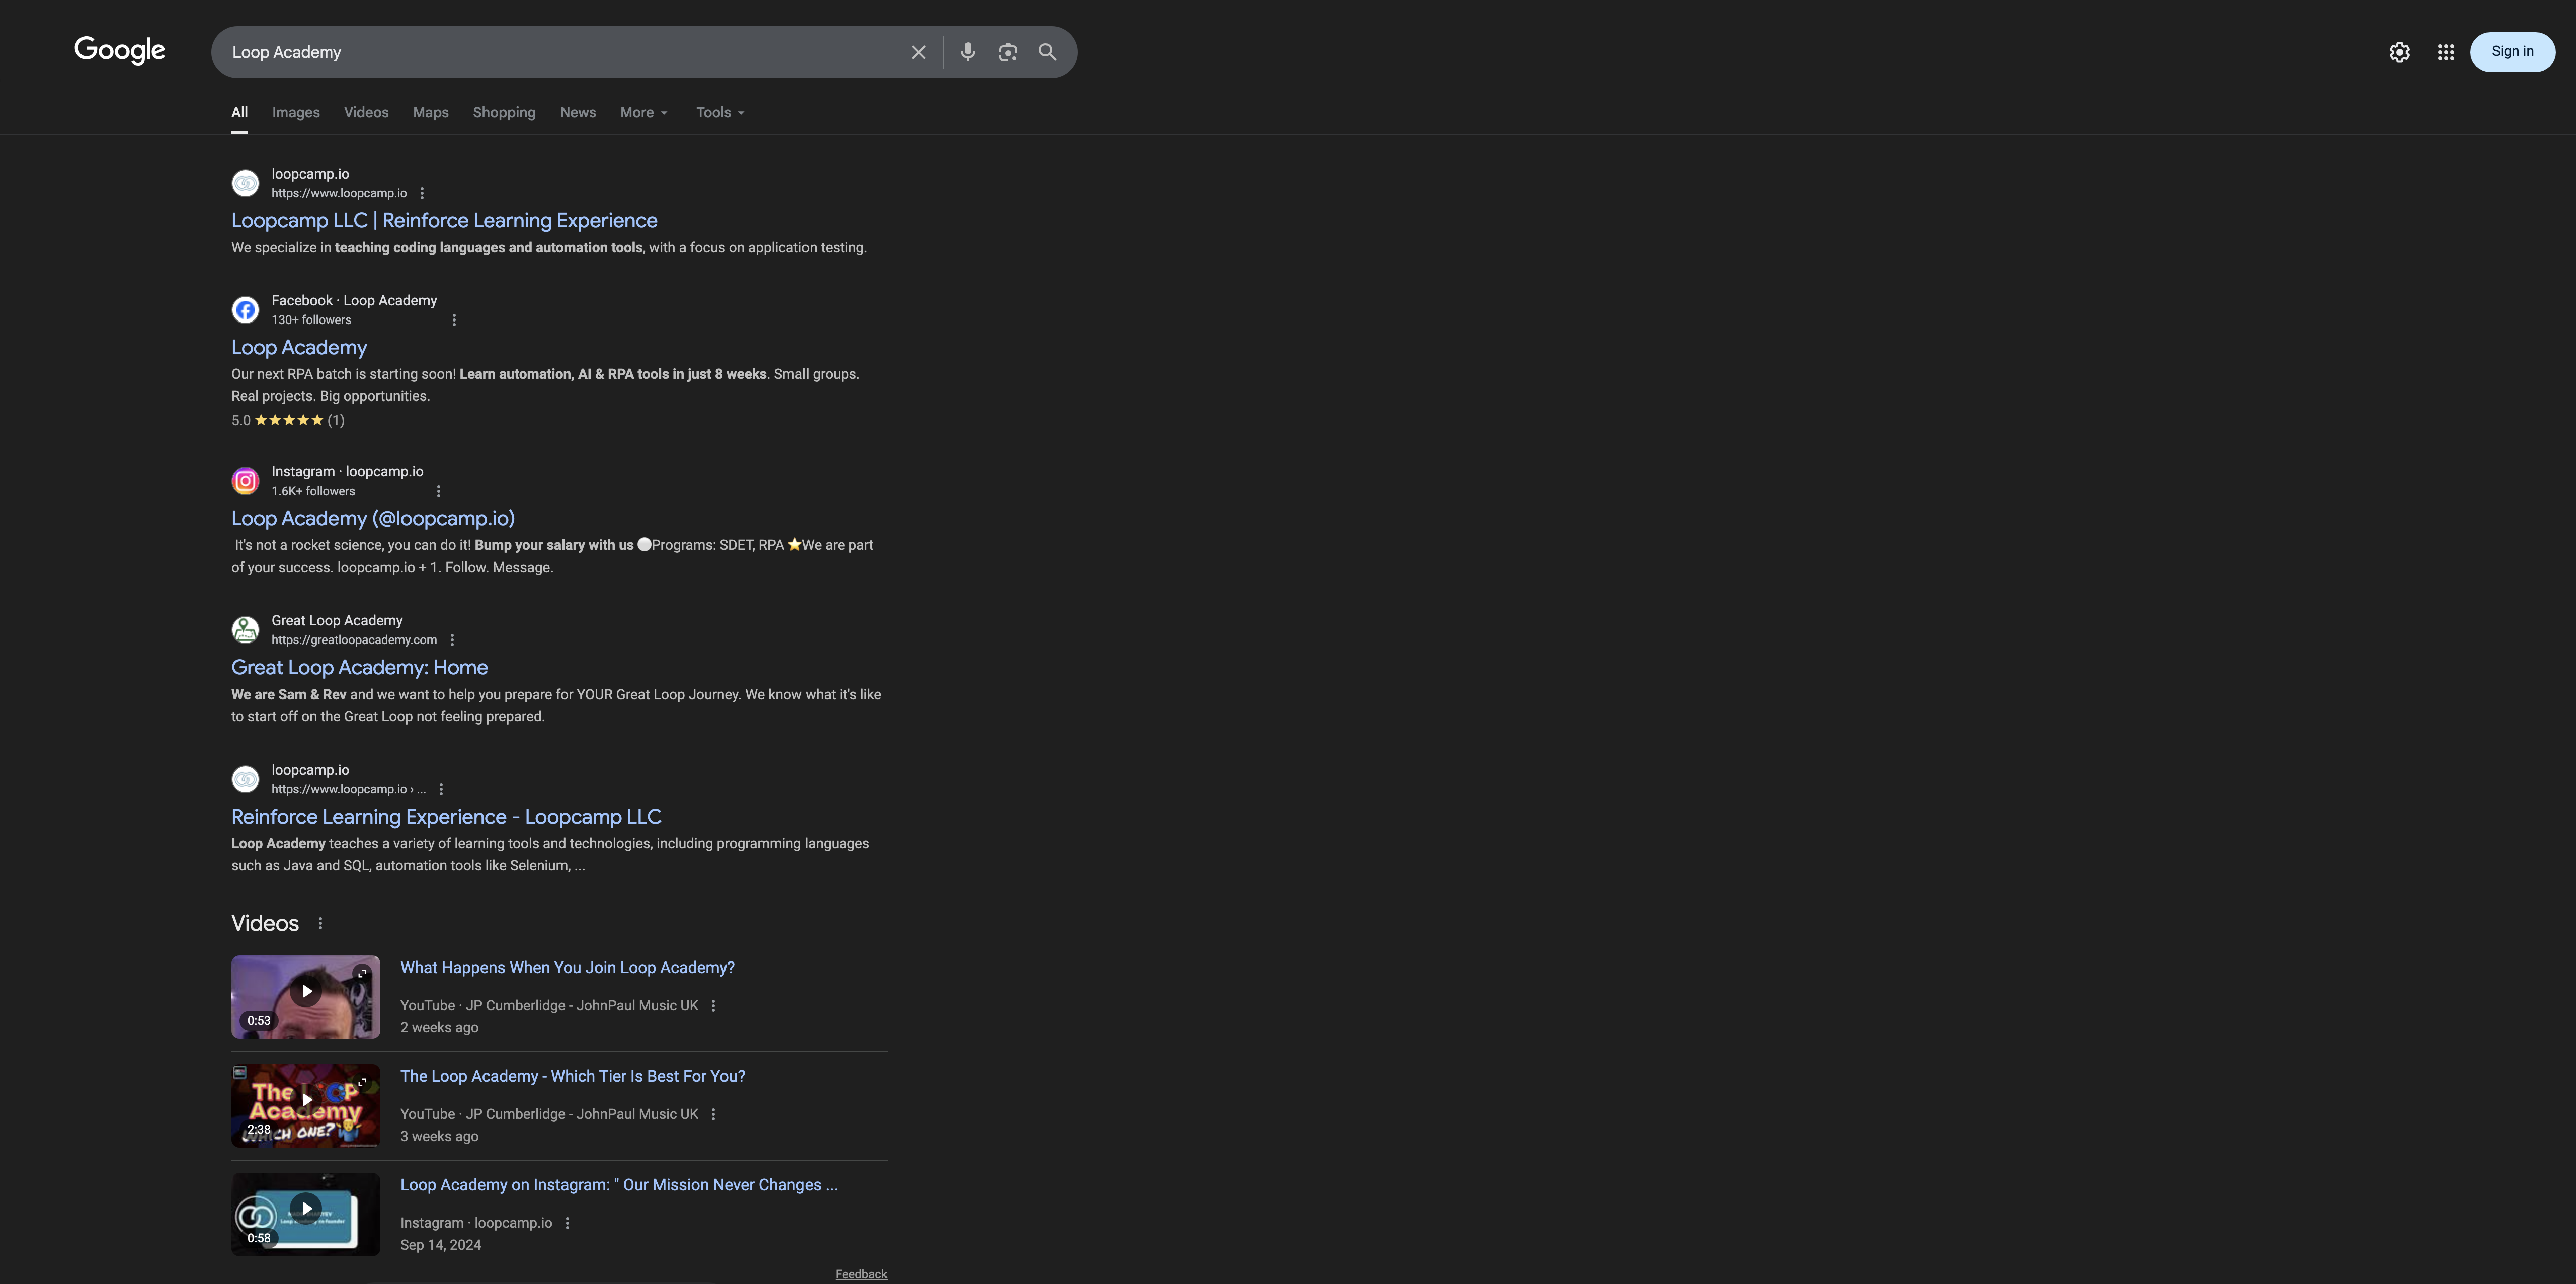 Google
Loop Academy
Sign in
All Images Videos Maps Shopping News More Tools
loopcamp.io
https://www.loopcamp.io
Loopcamp LLC | Reinforce Learning Experience
We specialize in teaching coding languages and automation tools, with a focus on application testing.
Facebook · Loop Academy
130+ followers
Loop Academy
Our next RPA batch is starting soon! Learn automation, AI & RPA tools in just 8 weeks. Small groups.
Real projects. Big opportunities.
5.0 ★★★★★ (1)
Instagram · loopcamp.io
1.6K+ followers
Loop Academy (@loopcamp.io)
It's not a rocket science, you can do it! Bump your salary with us ⚪Programs: SDET, RPA ⭐We are part
of your success. loopcamp.io + 1. Follow. Message.
Great Loop Academy
https://greatloopacademy.com
Great Loop Academy: Home
We are Sam & Rev and we want to help you prepare for YOUR Great Loop Journey. We know what it's like
to start off on the Great Loop not feeling prepared.
loopcamp.io
https://www.loopcamp.io › ...
Reinforce Learning Experience - Loopcamp LLC
Loop Academy teaches a variety of learning tools and technologies, including programming languages
such as Java and SQL, automation tools like Selenium, ...
Videos
0:53
What Happens When You Join Loop Academy?
YouTube · JP Cumberlidge - JohnPaul Music UK
2 weeks ago
The
Academy
CH ONE?
2:38
The Loop Academy - Which Tier Is Best For You?
YouTube · JP Cumberlidge - JohnPaul Music UK
3 weeks ago
0:58
Loop Academy on Instagram: " Our Mission Never Changes ...
Instagram · loopcamp.io
Sep 14, 2024
Feedback